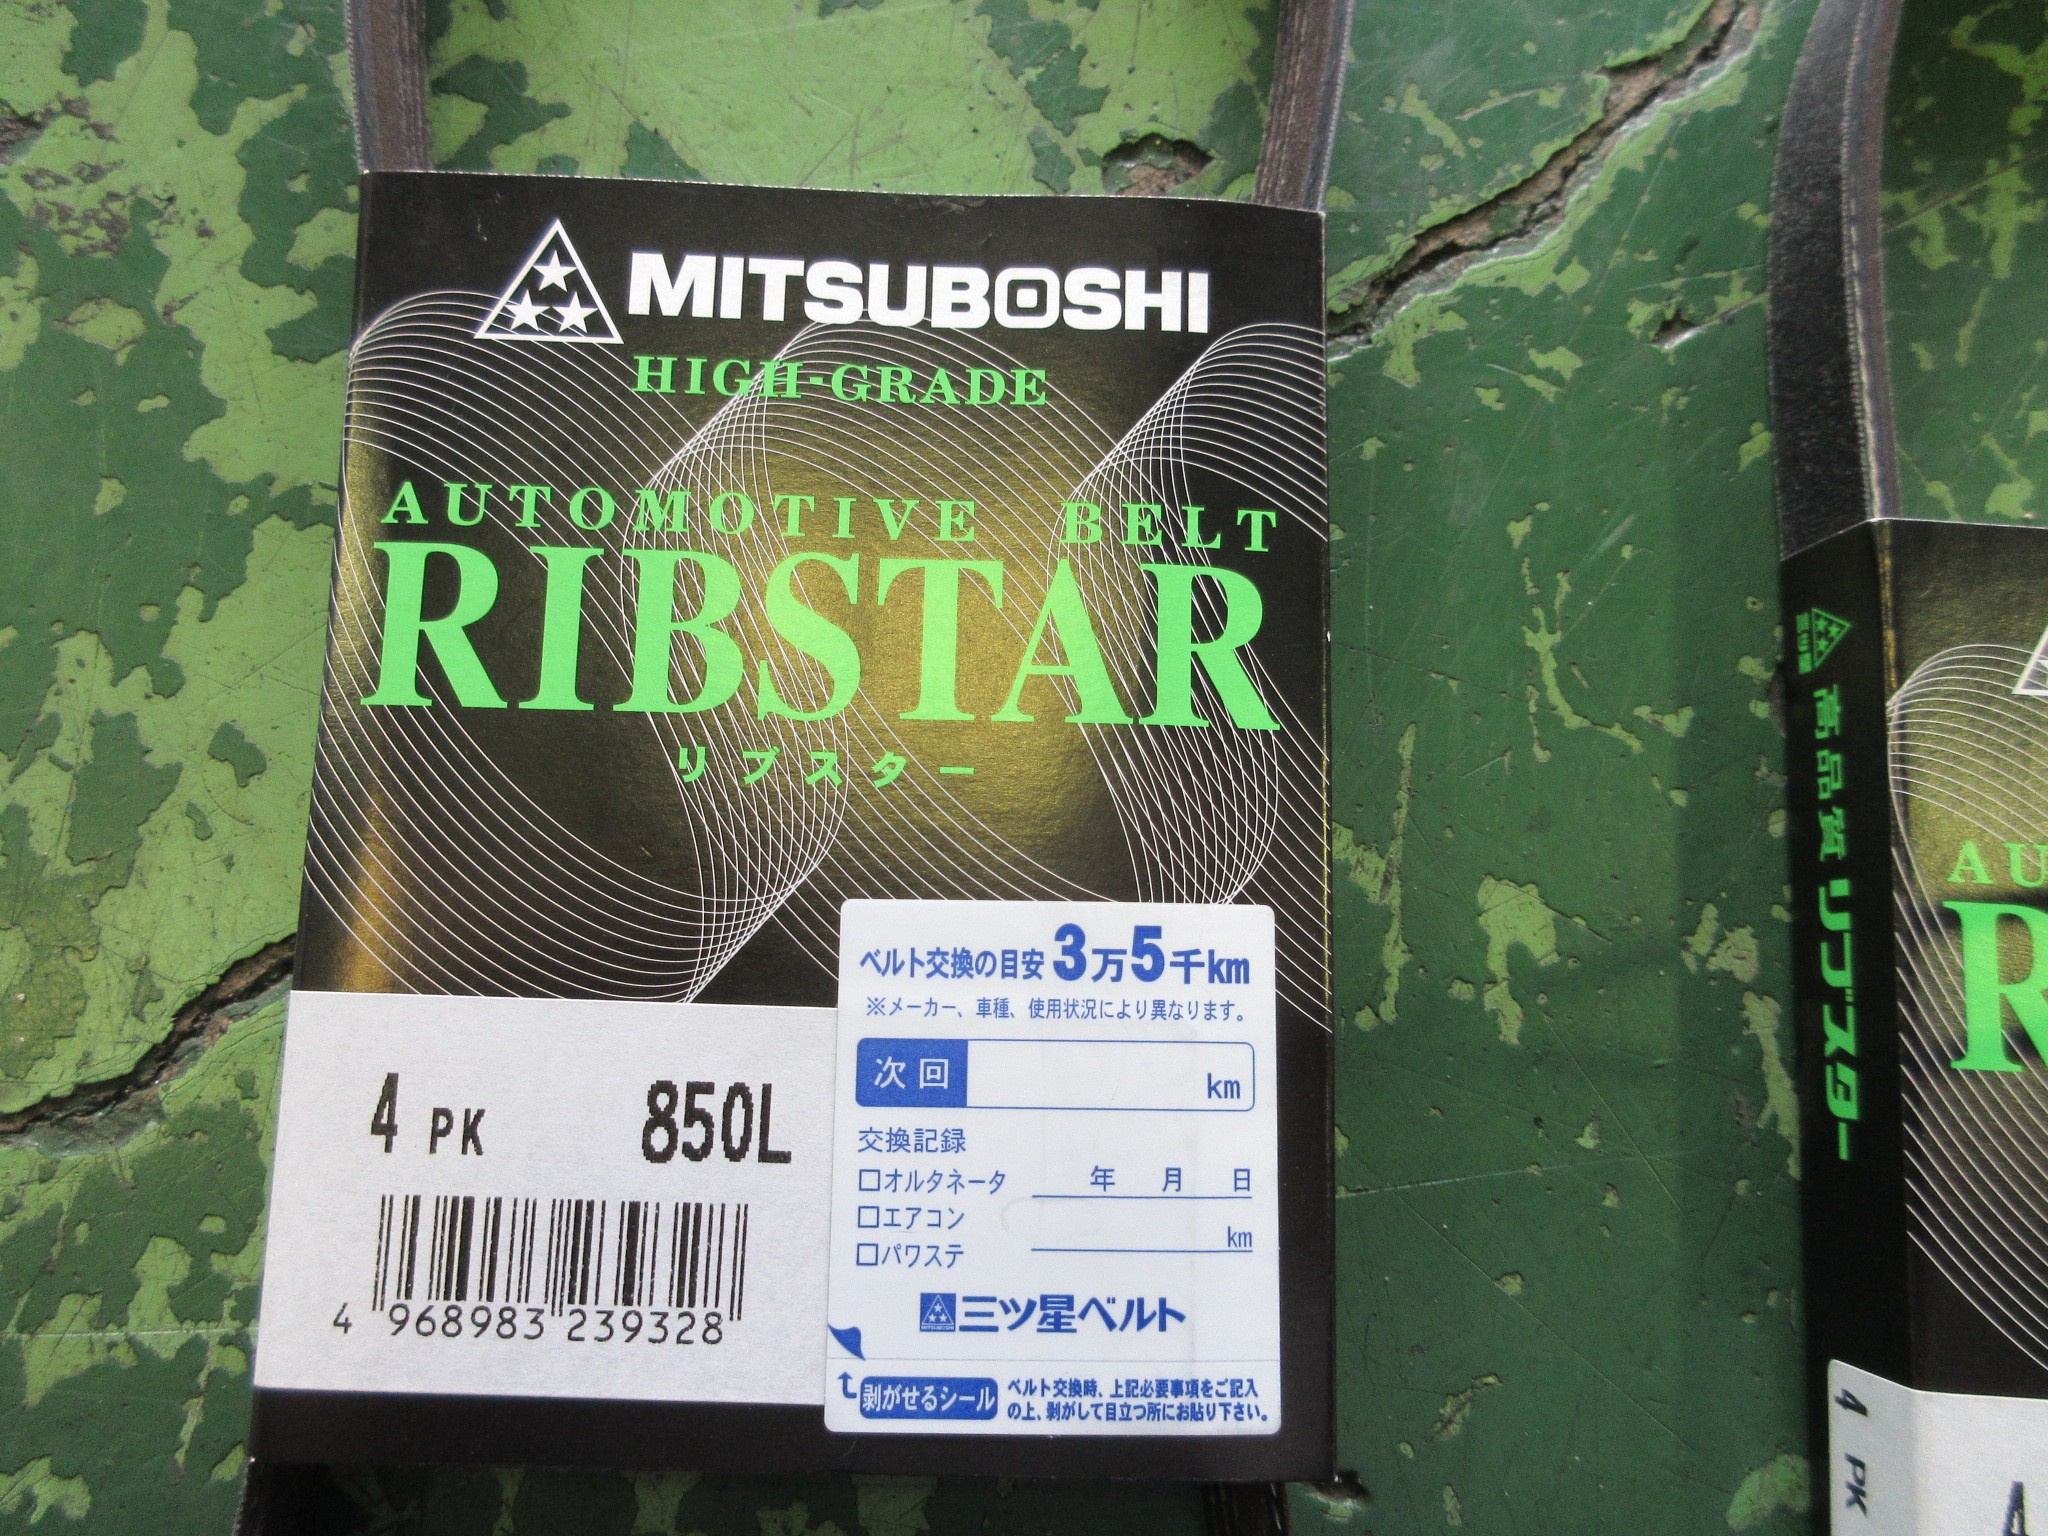 MITSUBOSHI
HIGH-GRADE
AUTOMOTIVE BELT
RIBSTAR
リブスター
ベルト交換の目安 3万5千km
※メーカー、車種、使用状況により異なります。
次回 km
交換記録
□オルタネータ 年 月 日
□エアコン
km
□パワステ
三ツ星ベルト
剥がせるシール
ベルト交換時、上記必要事項をご記入
の上、剥がして目立つ所にお貼り下さい。
4 PK 850L
4 968983 239328
三ツ星
高品質 リブスター
4 PK
AU
R
4